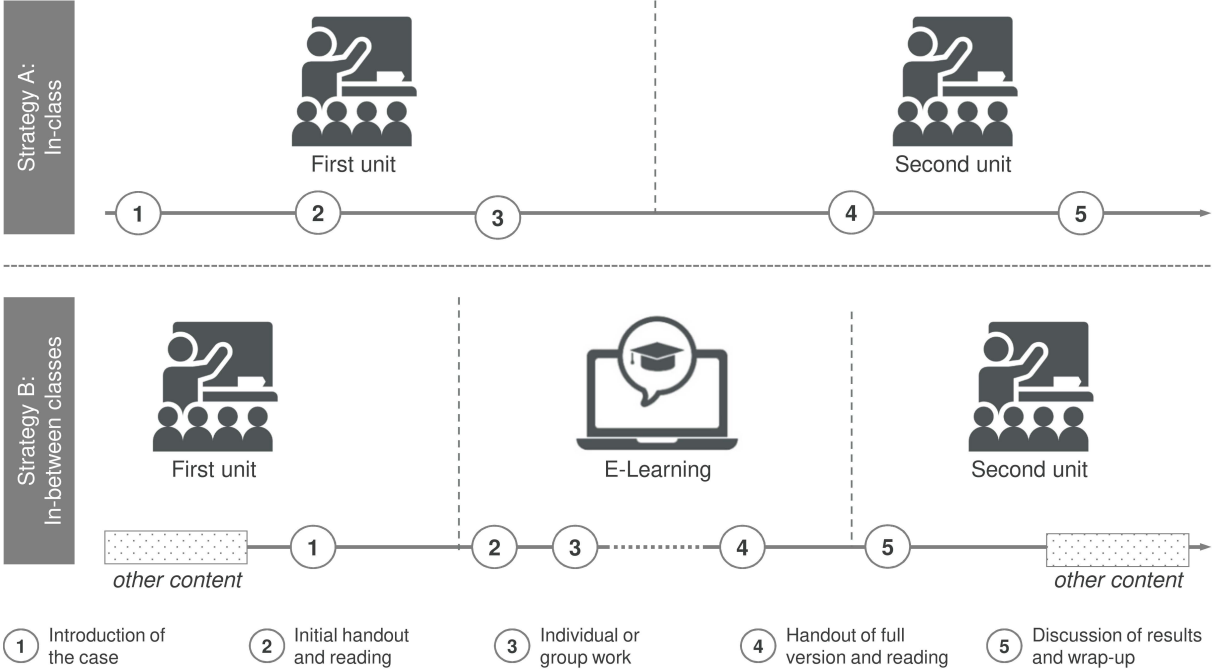 Strategy A:
In-class
First unit
Second unit
1
2
3
4
5
Strategy B:
In-between classes
First unit
E-Learning
Second unit
1
2
3
4
5
other content
other content
1 Introduction of
the case
2 Initial handout
and reading
3 Individual or
group work
4 Handout of full
version and reading
5 Discussion of results
and wrap-up